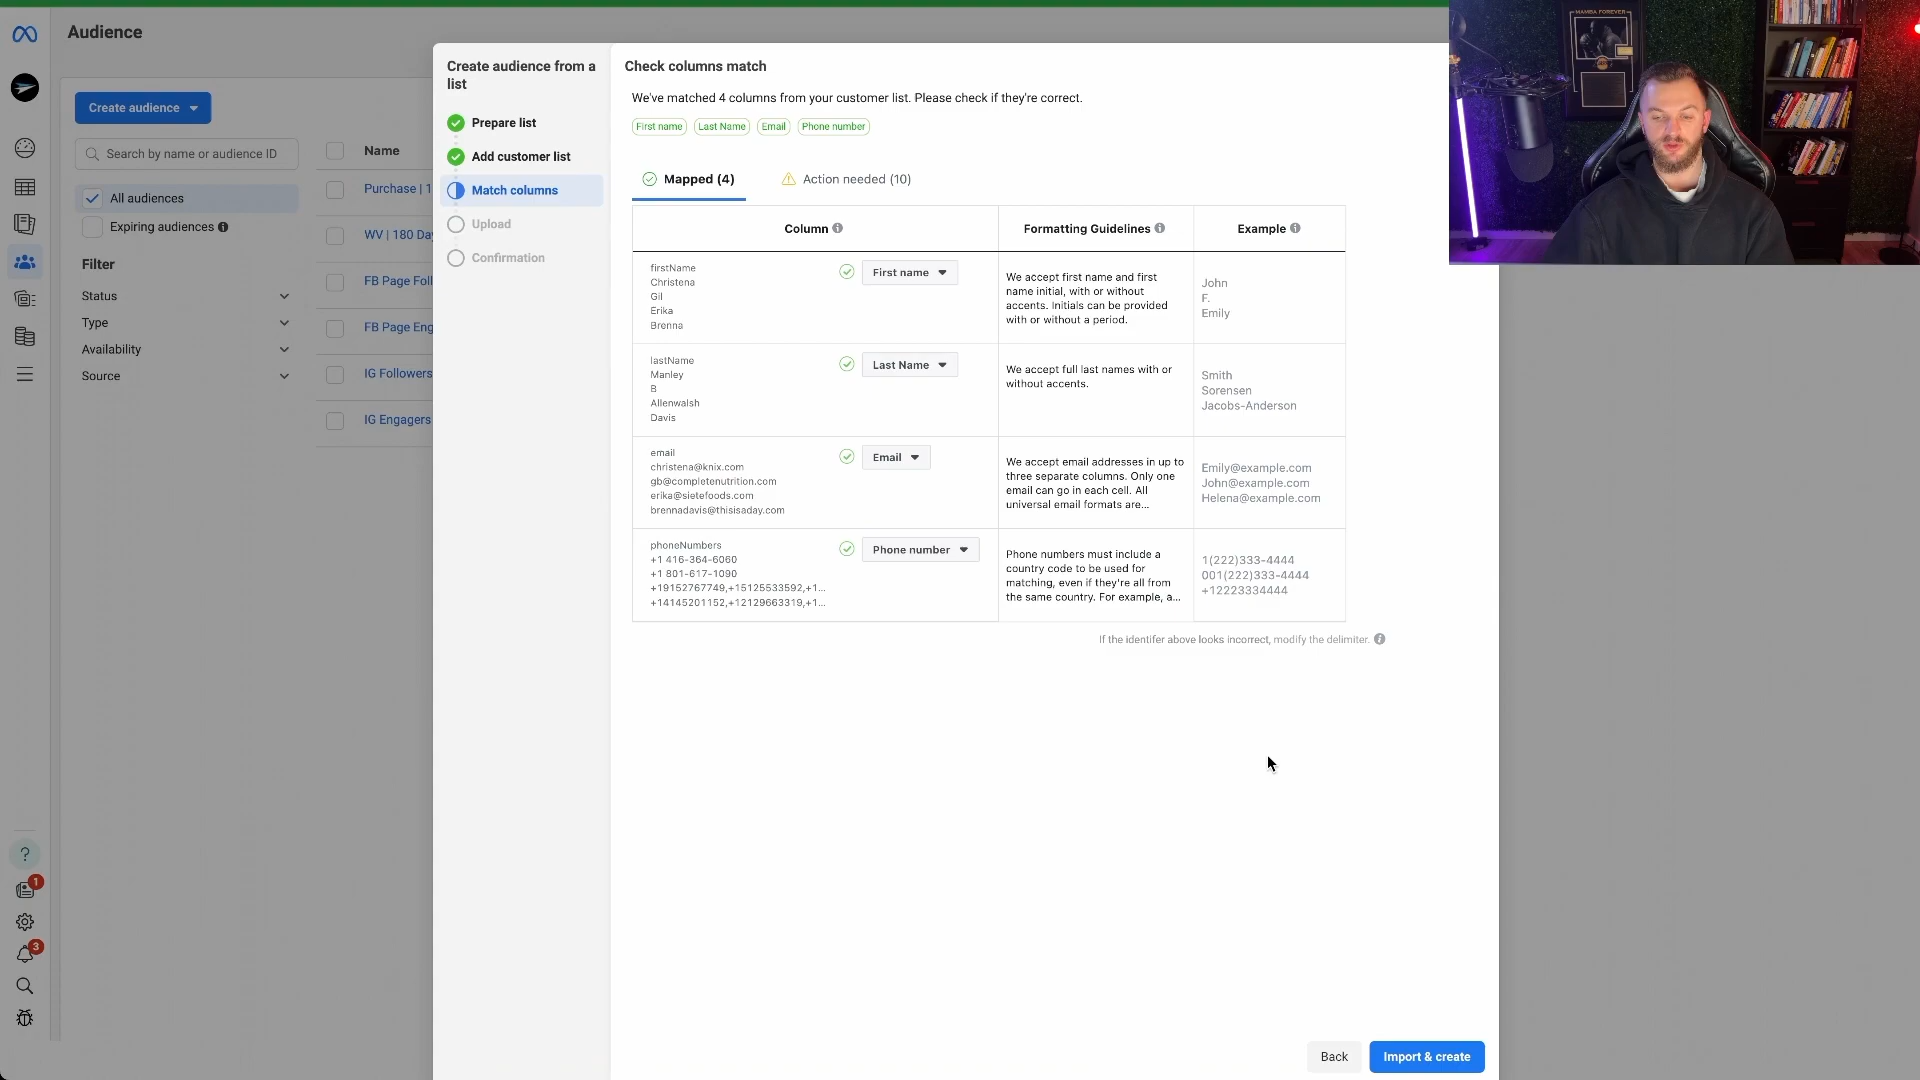 Audience
Create audience
Search by name or audience ID
All audiences
Expiring audiences
Filter
Status
Type
Availability
Source
Name
Purchase | 1
WV | 180 Day
FB Page Foll
FB Page Eng
IG Followers
IG Engagers
1
3
Create audience from a
list
Prepare list
Add customer list
Match columns
Upload
Confirmation
Check columns match
We've matched 4 columns from your customer list. Please check if they're correct.
First name
Last Name
Email
Phone number
Mapped (4)
Action needed (10)
Column
Formatting Guidelines
Example
firstName
Christena
Gil
Erika
Brenna
First name
We accept first name and first
name initial, with or without
accents. Initials can be provided
with or without a period.
John
F.
Emily
lastName
Manley
B
Allenwalsh
Davis
Last Name
We accept full last names with or
without accents.
Smith
Sorensen
Jacobs-Anderson
email
christena@knix.com
gb@completenutrition.com
erika@sietefoods.com
brennadavis@thisisaday.com
Email
We accept email addresses in up to
three separate columns. Only one
email can go in each cell. All
universal email formats are...
Emily@example.com
John@example.com
Helena@example.com
phoneNumbers
+1 416-364-6060
+1 801-617-1090
+19152767749,+15125533592,+1...
+14145201152,+12129663319,+1...
Phone number
Phone numbers must include a
country code to be used for
matching, even if they're all from
the same country. For example, a...
1(222)333-4444
001(222)333-4444
+12223334444
If the identifer above looks incorrect, modify the delimiter.
Back
Import & create
MAMBA FOREVER